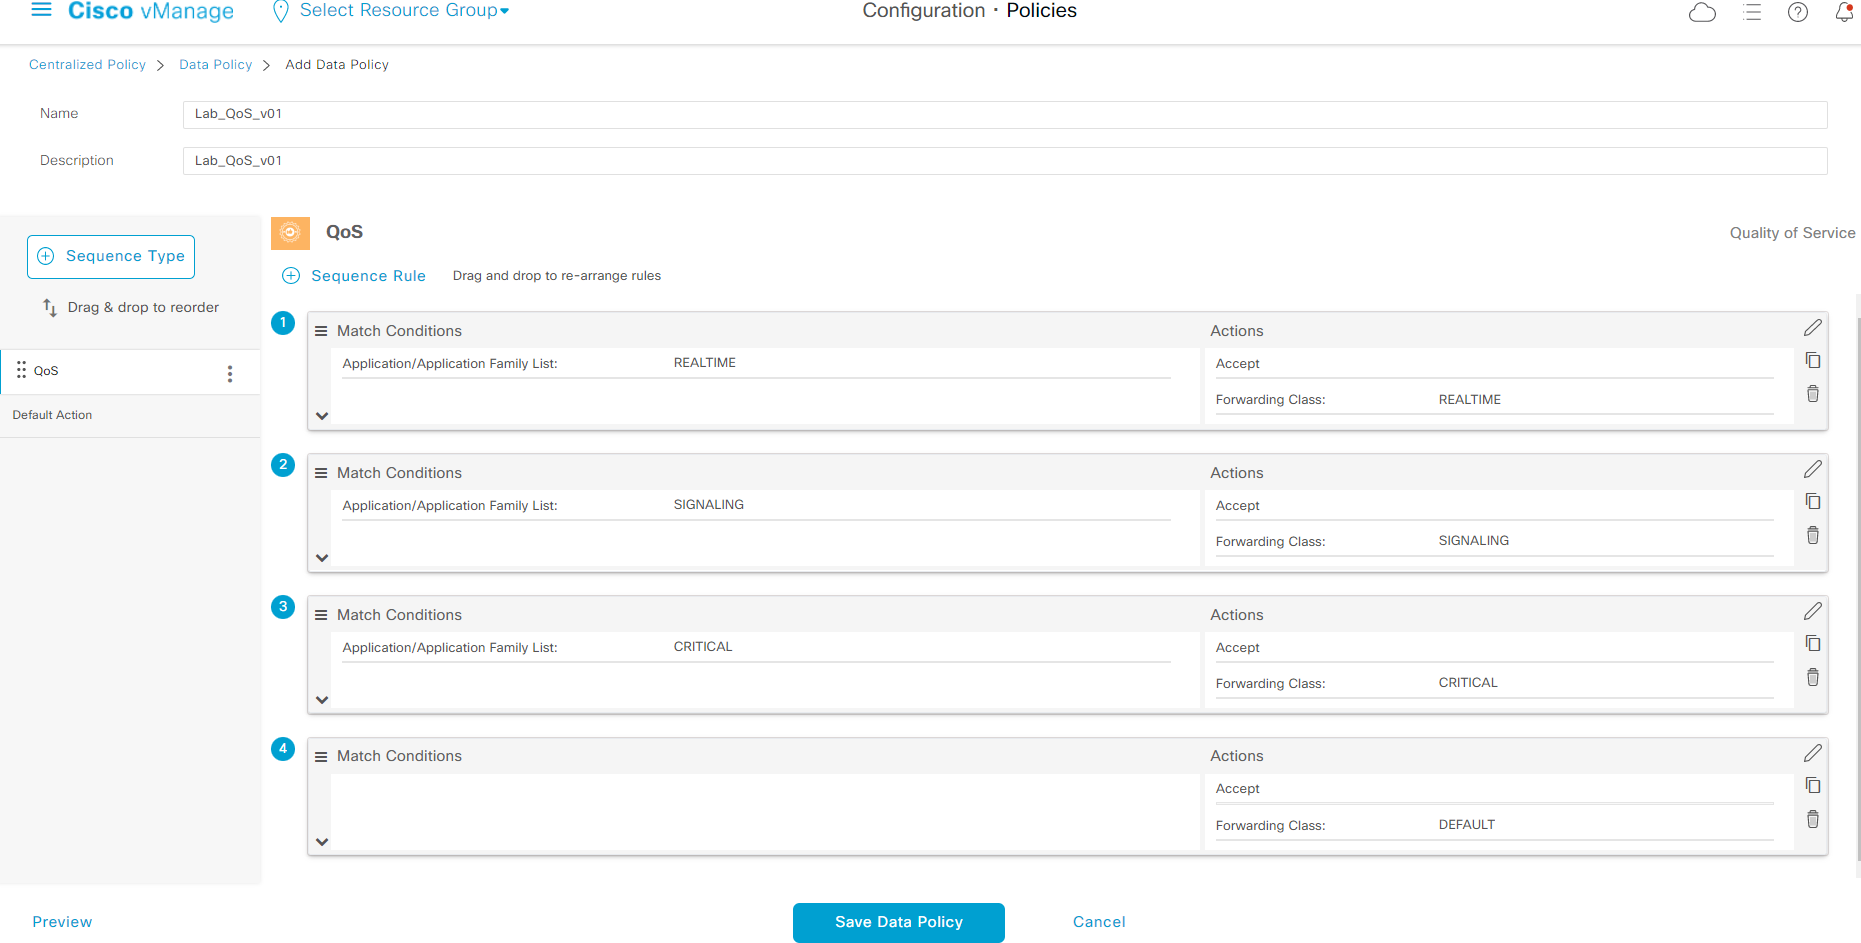 Cisco vManage
Select Resource Group
Configuration · Policies
Centralized Policy > Data Policy > Add Data Policy
Name
Lab_QoS_v01
Description
Lab_QoS_v01
Sequence Type
Drag & drop to reorder
QoS
Default Action
QoS
Quality of Service
Sequence Rule
Drag and drop to re-arrange rules
1
Match Conditions
Actions
Application/Application Family List: REALTIME
Accept
Forwarding Class: REALTIME
2
Match Conditions
Actions
Application/Application Family List: SIGNALING
Accept
Forwarding Class: SIGNALING
3
Match Conditions
Actions
Application/Application Family List: CRITICAL
Accept
Forwarding Class: CRITICAL
4
Match Conditions
Actions
Accept
Forwarding Class: DEFAULT
Preview
Save Data Policy
Cancel